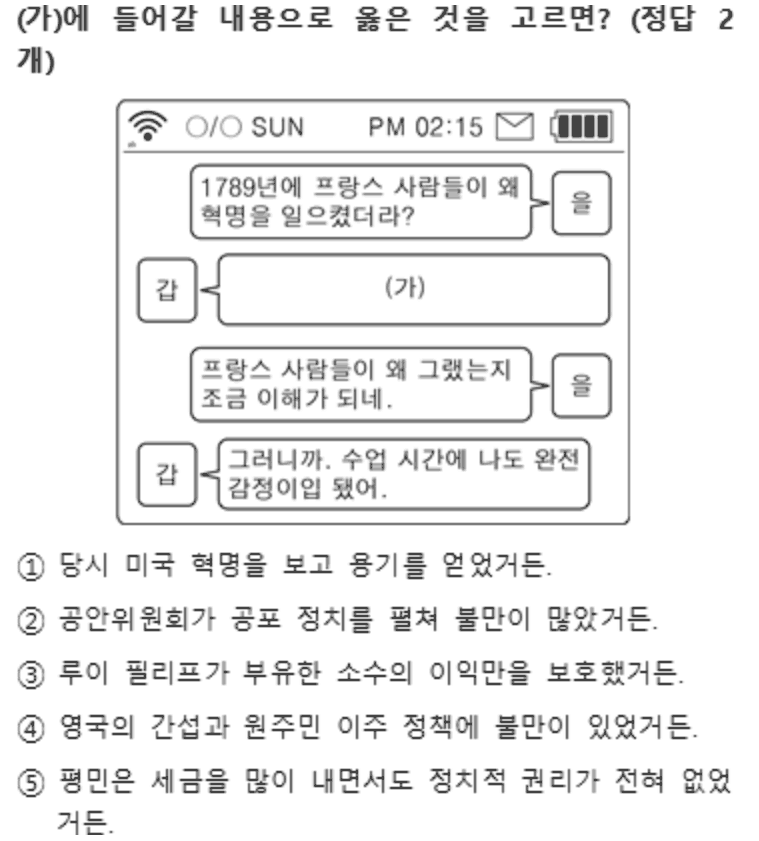 (가)에 들어갈 내용으로 옳은 것을 고르면? (정답 2
개)
○/○ SUN PM 02:15
1789년에 프랑스 사람들이 왜
혁명을 일으켰더라?
을
갑
(가)
프랑스 사람들이 왜 그랬는지
조금 이해가 되네.
을
갑
그러니까. 수업 시간에 나도 완전
감정이입 됐어.
① 당시 미국 혁명을 보고 용기를 얻었거든.
② 공안위원회가 공포 정치를 펼쳐 불만이 많았거든.
③ 루이 필리프가 부유한 소수의 이익만을 보호했거든.
④ 영국의 간섭과 원주민 이주 정책에 불만이 있었거든.
⑤ 평민은 세금을 많이 내면서도 정치적 권리가 전혀 없었
거든.